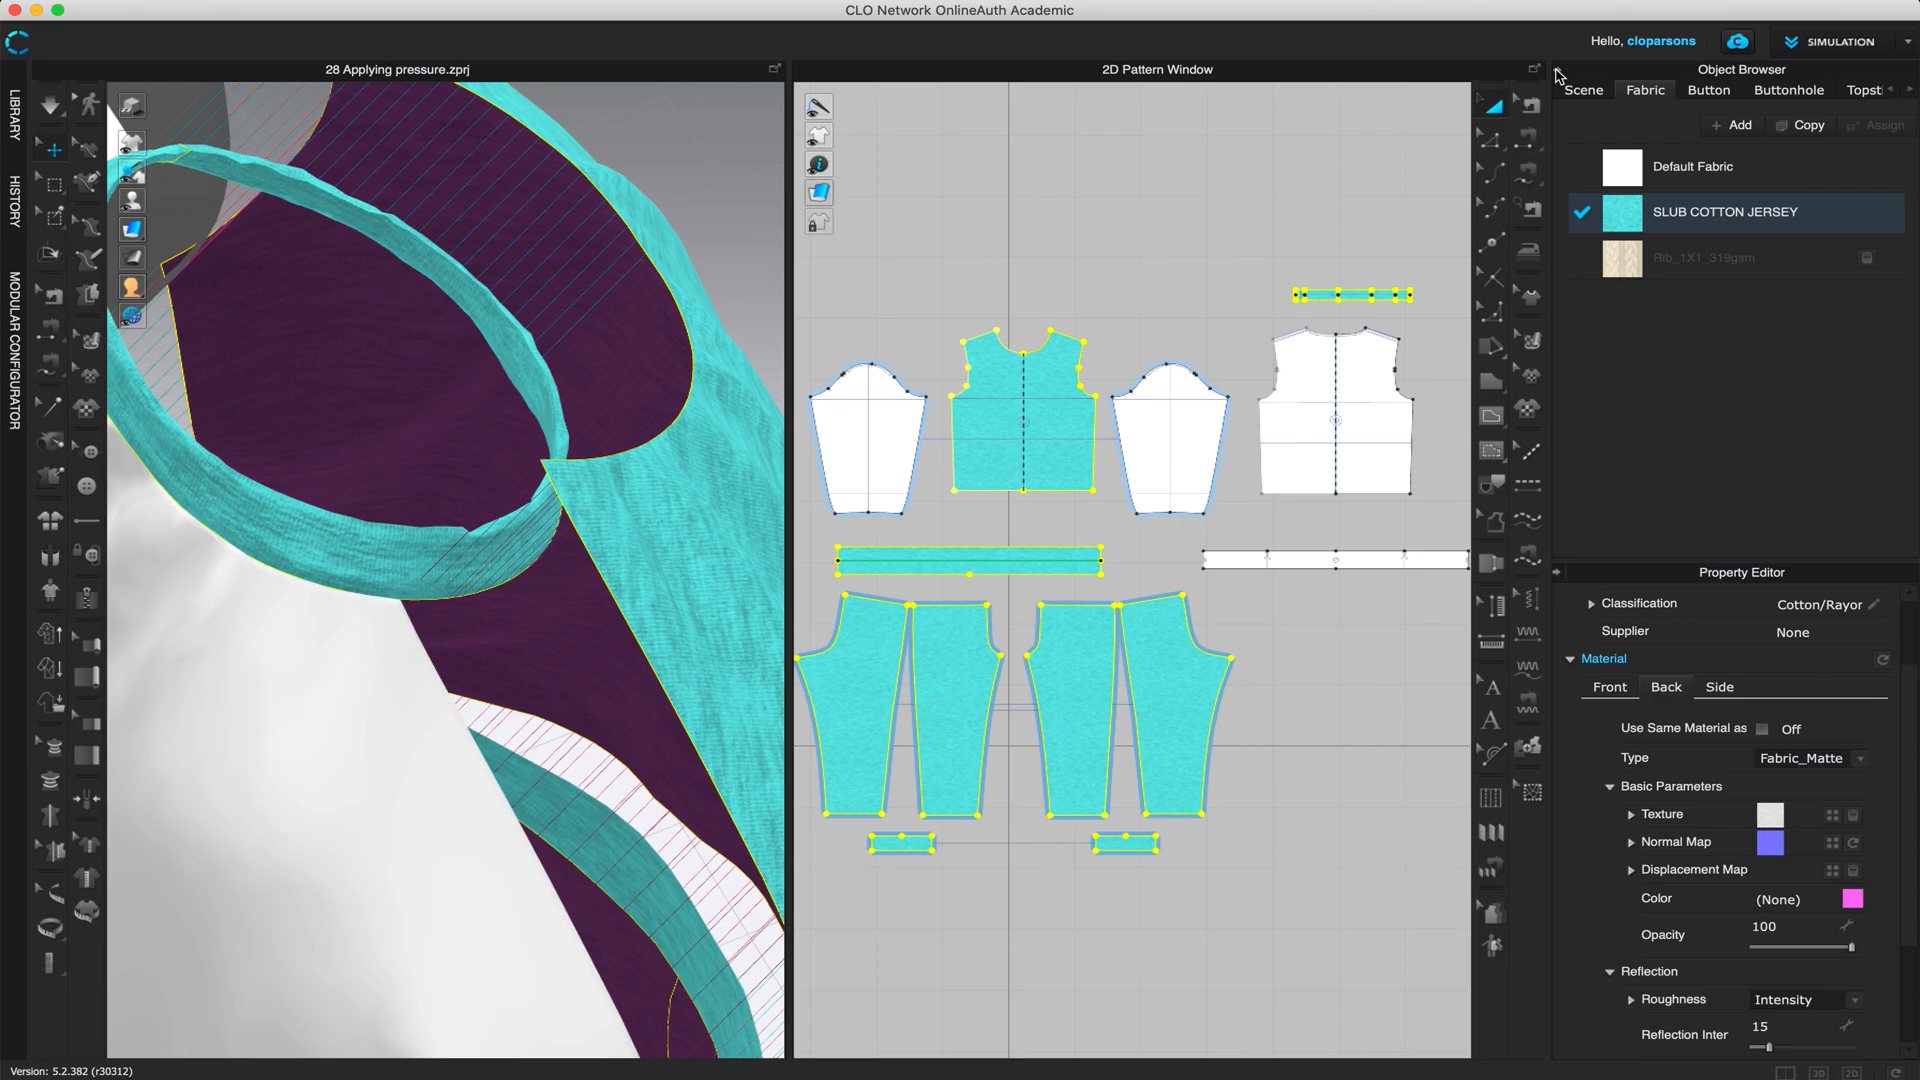 CLO Network OnlineAuth Academic
Hello, cloparsons
SIMULATION
28 Applying pressure.zprj
2D Pattern Window
Object Browser
LIBRARY
HISTORY
MODULAR CONFIGURATOR
Scene
Fabric
Button
Buttonhole
Topsti
+ Add
Copy
Assign
Default Fabric
SLUB COTTON JERSEY
Rib_1X1_319gsm
Property Editor
Classification
Cotton/Rayor
Supplier
None
Material
Front
Back
Side
Use Same Material as
Off
Type
Fabric_Matte
Basic Parameters
Texture
Normal Map
Displacement Map
Color
(None)
Opacity
100
Reflection
Roughness
Intensity
Reflection Inter
15
Version: 5.2.382 (r30312)
3D
2D